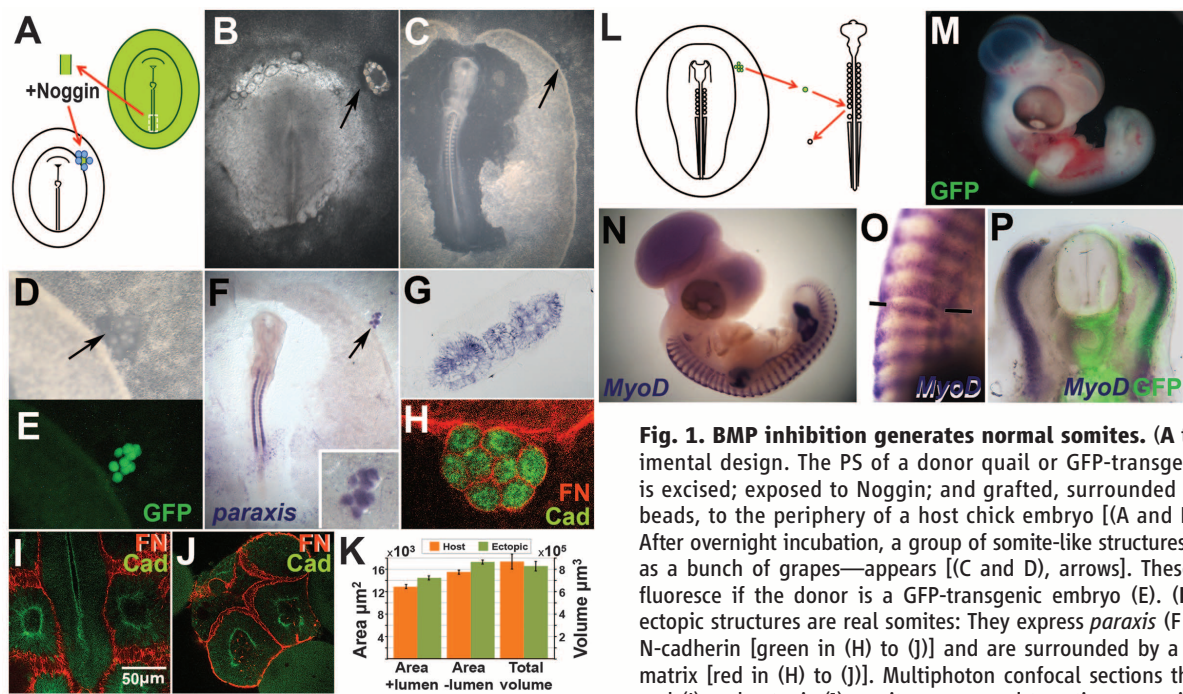 A
+Noggin
B
C
D
E
GFP
F
paraxis
G
H
FN
Cad
I
FN
Cad
50µm
J
FN
Cad
K
Host
Ectopic
×10³
×10⁵
Area µm²
Volume µm³
16
12
8
4
0
8
6
4
2
0
Area
+lumen
Area
-lumen
Total
volume
L
M
GFP
N
MyoD
O
MyoD
P
MyoD GFP
Fig. 1. BMP inhibition generates normal somites. (A
imental design. The PS of a donor quail or GFP-transge
is excised; exposed to Noggin; and grafted, surrounded
beads, to the periphery of a host chick embryo [(A and
After overnight incubation, a group of somite-like structures
as a bunch of grapes—appears [(C and D), arrows]. These
fluoresce if the donor is a GFP-transgenic embryo (E).
ectopic structures are real somites: They express paraxis (F
N-cadherin [green in (H) to (J)] and are surrounded by a
matrix [red in (H) to (J)]. Multiphoton confocal sections